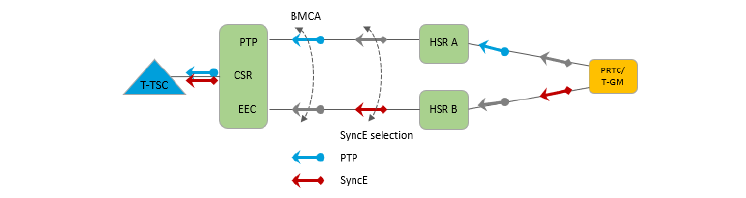 BMCA
PTP
HSR A
PRTC/
T-GM
CSR
T-TSC
EEC
HSR B
SyncE selection
PTP
SyncE